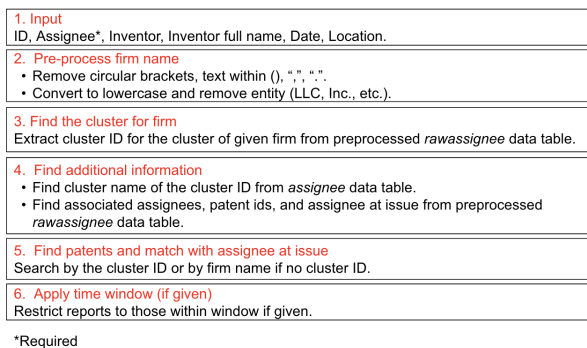 1. Input
ID, Assignee*, Inventor, Inventor full name, Date, Location.
2. Pre-process firm name
• Remove circular brackets, text within (), “,”, “.”.
• Convert to lowercase and remove entity (LLC, Inc., etc.).
3. Find the cluster for firm
Extract cluster ID for the cluster of given firm from preprocessed rawassignee data table.
4. Find additional information
• Find cluster name of the cluster ID from assignee data table.
• Find associated assignees, patent ids, and assignee at issue from preprocessed
rawassignee data table.
5. Find patents and match with assignee at issue
Search by the cluster ID or by firm name if no cluster ID.
6. Apply time window (if given)
Restrict reports to those within window if given.
*Required